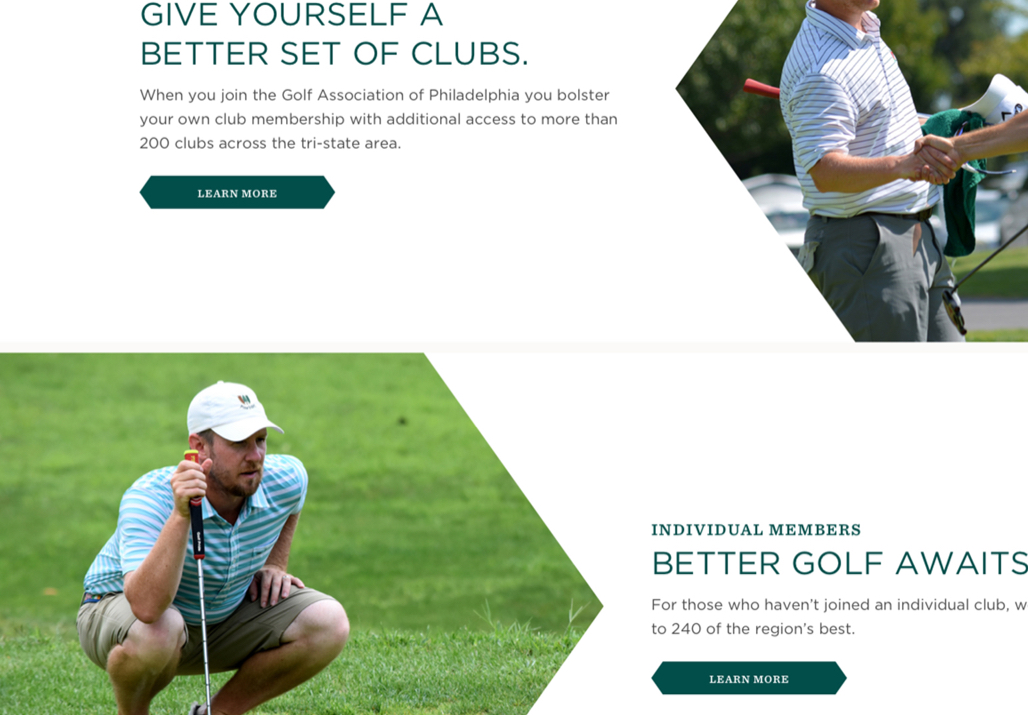 GIVE YOURSELF A
BETTER SET OF CLUBS.
When you join the Golf Association of Philadelphia you bolster
your own club membership with additional access to more than
200 clubs across the tri-state area.
LEARN MORE
INDIVIDUAL MEMBERS
BETTER GOLF AWAITS
For those who haven’t joined an individual club,
to 240 of the region’s best.
LEARN MORE